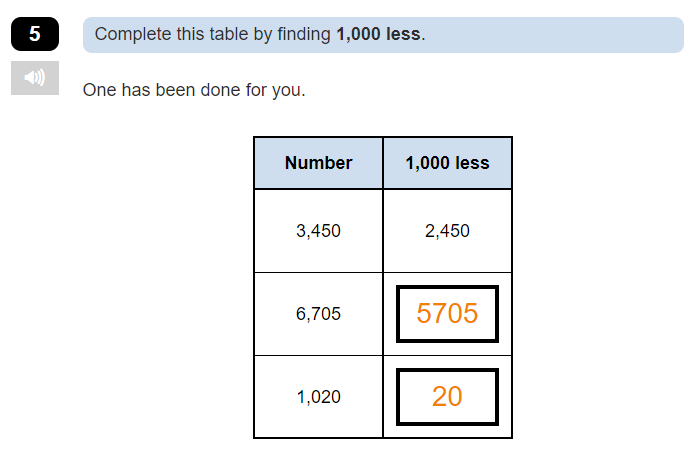 5 Complete this table by finding 1,000 less.
One has been done for you.
Number 1,000 less
3,450 2,450
6,705 5705
1,020 20